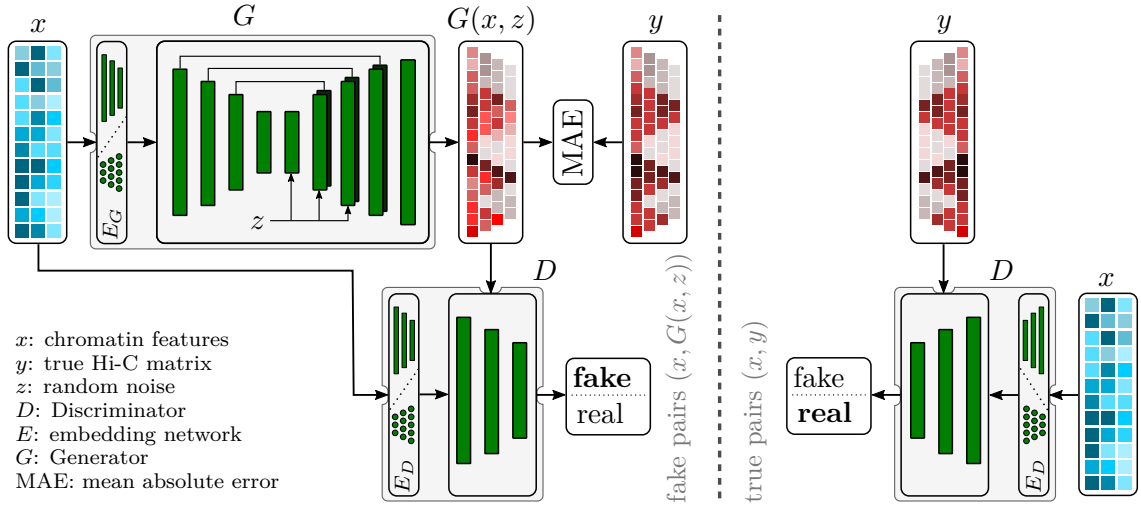 x
G
G(x, z)
y
y
E_G
z
MAE
D
D
x
x: chromatin features
y: true Hi-C matrix
z: random noise
D: Discriminator
E: embedding network
G: Generator
MAE: mean absolute error
E_D
fake
real
fake pairs (x, G(x, z))
true pairs (x, y)
fake
real
E_D